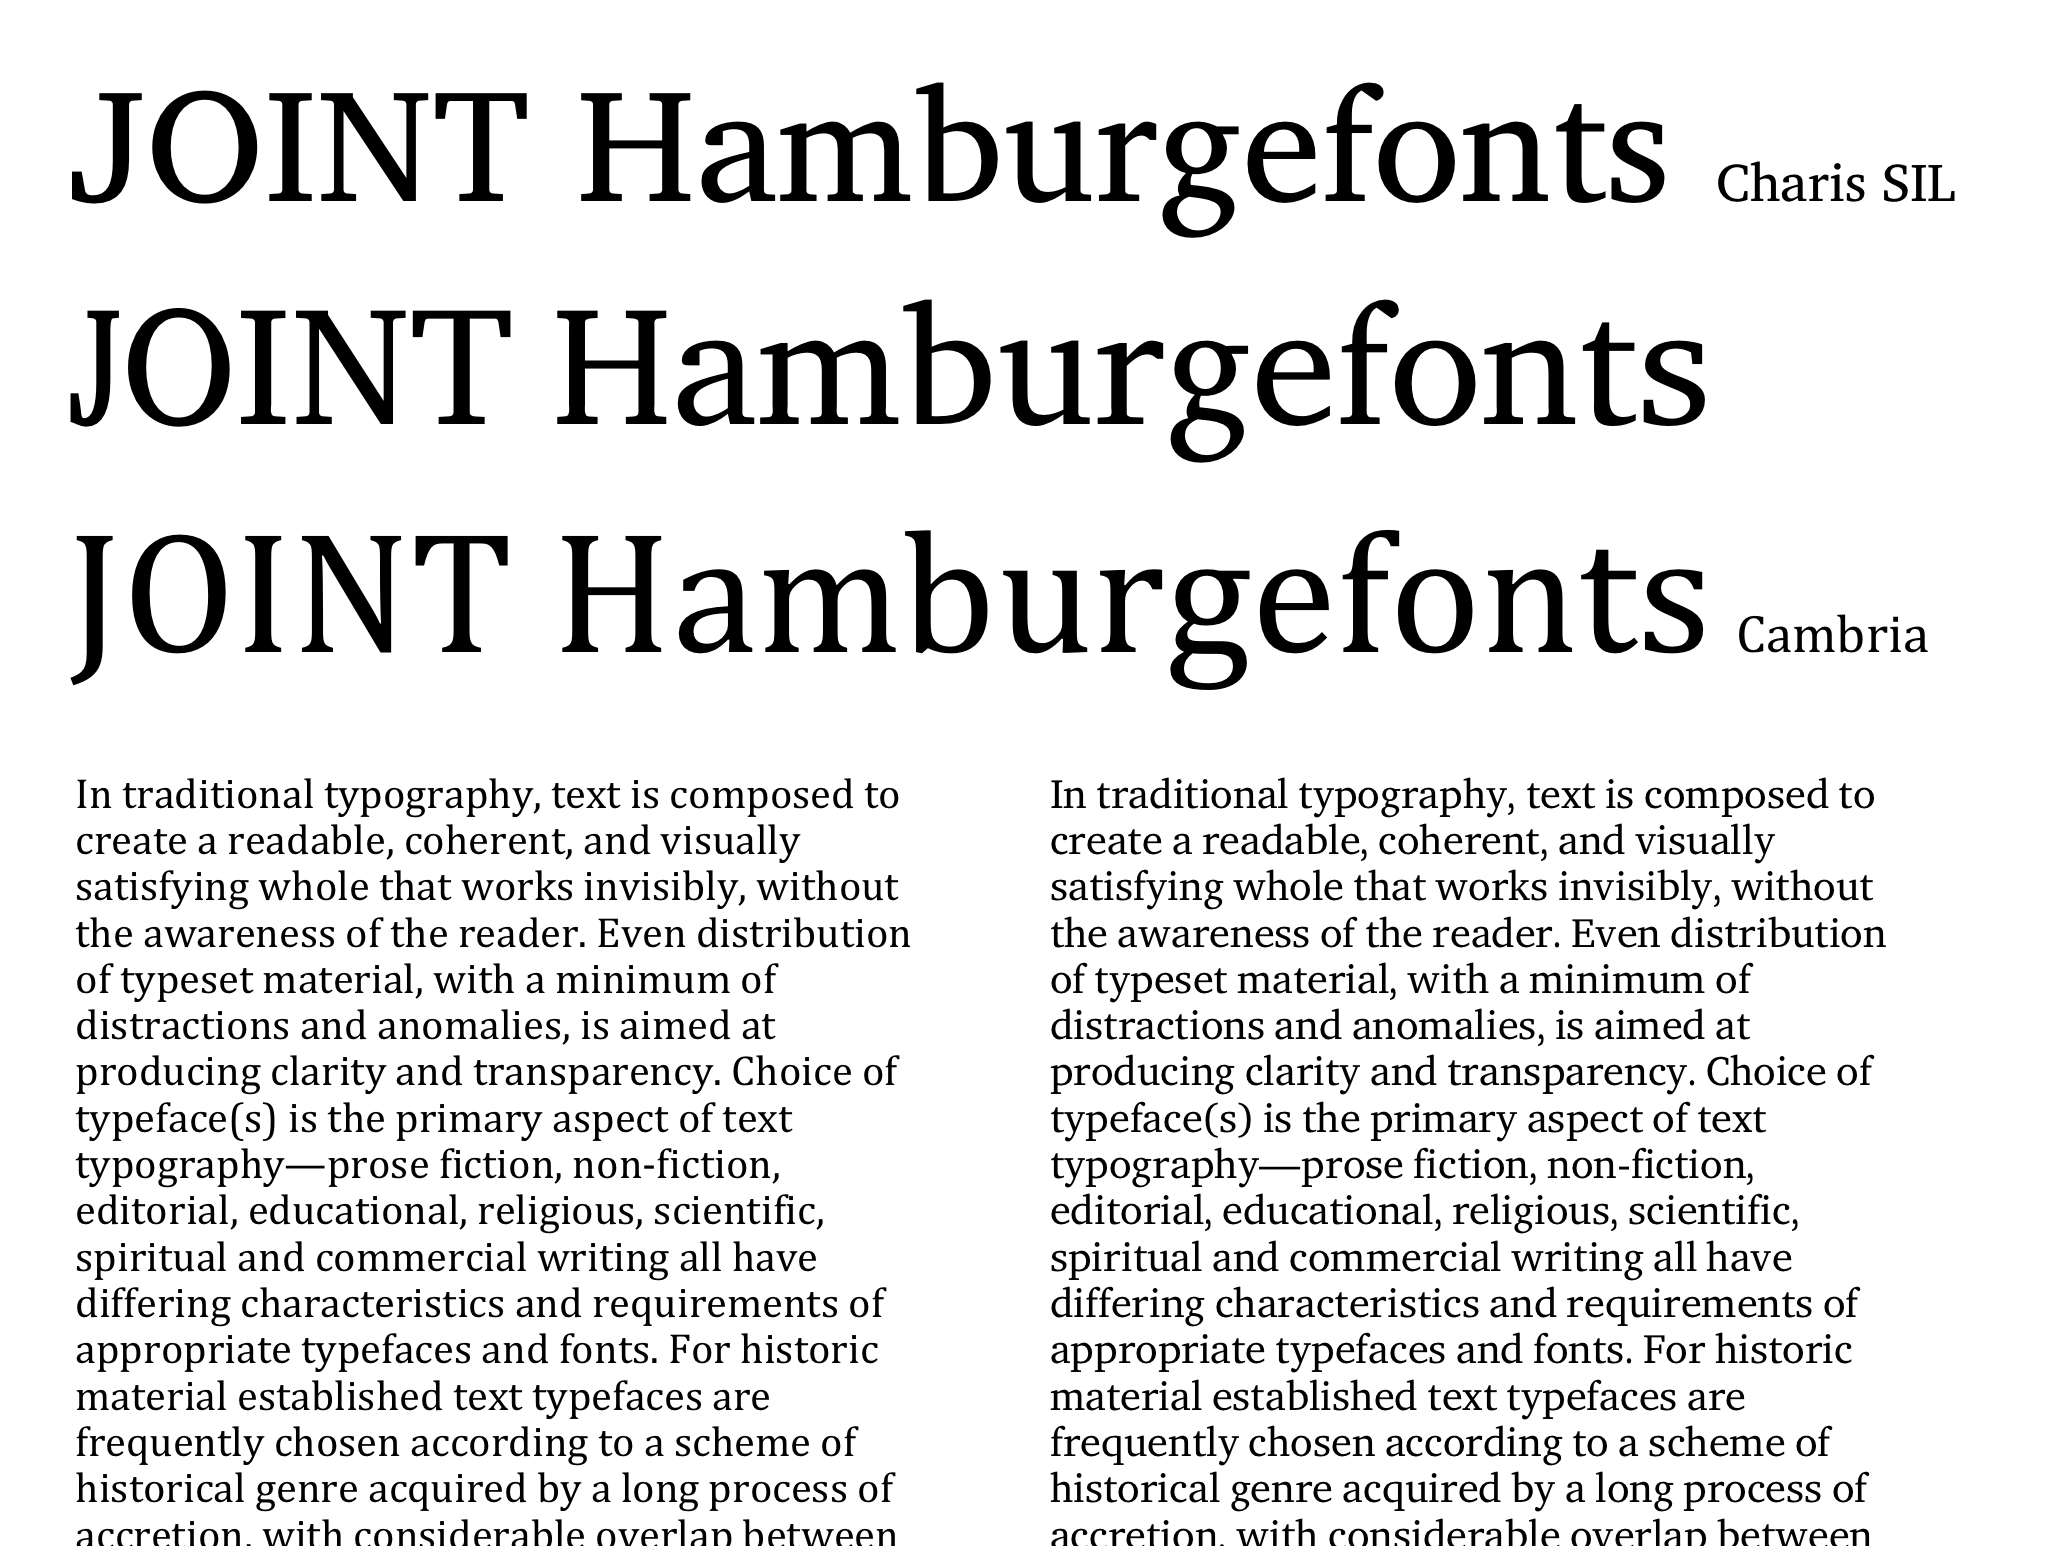 JOINT Hamburgefonts Charis SIL
JOINT Hamburgefonts
JOINT Hamburgefonts Cambria
In traditional typography, text is composed to
create a readable, coherent, and visually
satisfying whole that works invisibly, without
the awareness of the reader. Even distribution
of typeset material, with a minimum of
distractions and anomalies, is aimed at
producing clarity and transparency. Choice of
typeface(s) is the primary aspect of text
typography—prose fiction, non-fiction,
editorial, educational, religious, scientific,
spiritual and commercial writing all have
differing characteristics and requirements of
appropriate typefaces and fonts. For historic
material established text typefaces are
frequently chosen according to a scheme of
historical genre acquired by a long process of
accretion, with considerable overlap between
In traditional typography, text is composed to
create a readable, coherent, and visually
satisfying whole that works invisibly, without
the awareness of the reader. Even distribution
of typeset material, with a minimum of
distractions and anomalies, is aimed at
producing clarity and transparency. Choice of
typeface(s) is the primary aspect of text
typography—prose fiction, non-fiction,
editorial, educational, religious, scientific,
spiritual and commercial writing all have
differing characteristics and requirements of
appropriate typefaces and fonts. For historic
material established text typefaces are
frequently chosen according to a scheme of
historical genre acquired by a long process of
accretion, with considerable overlap between